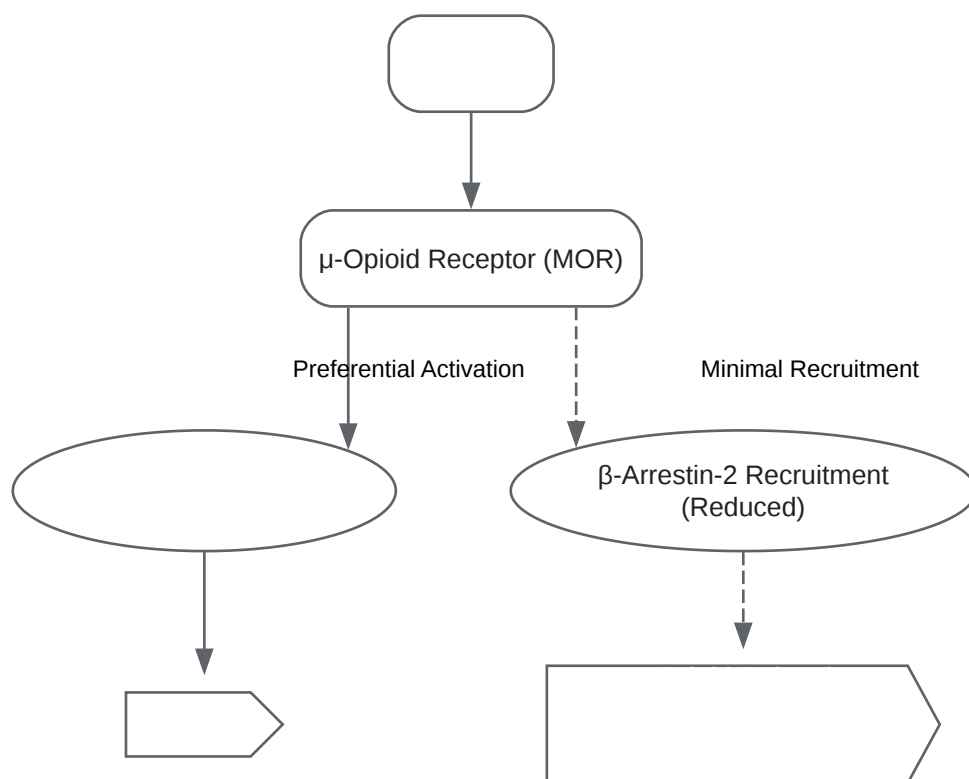 μ-Opioid Receptor (MOR)
Preferential Activation
Minimal Recruitment
β-Arrestin-2 Recruitment
(Reduced)